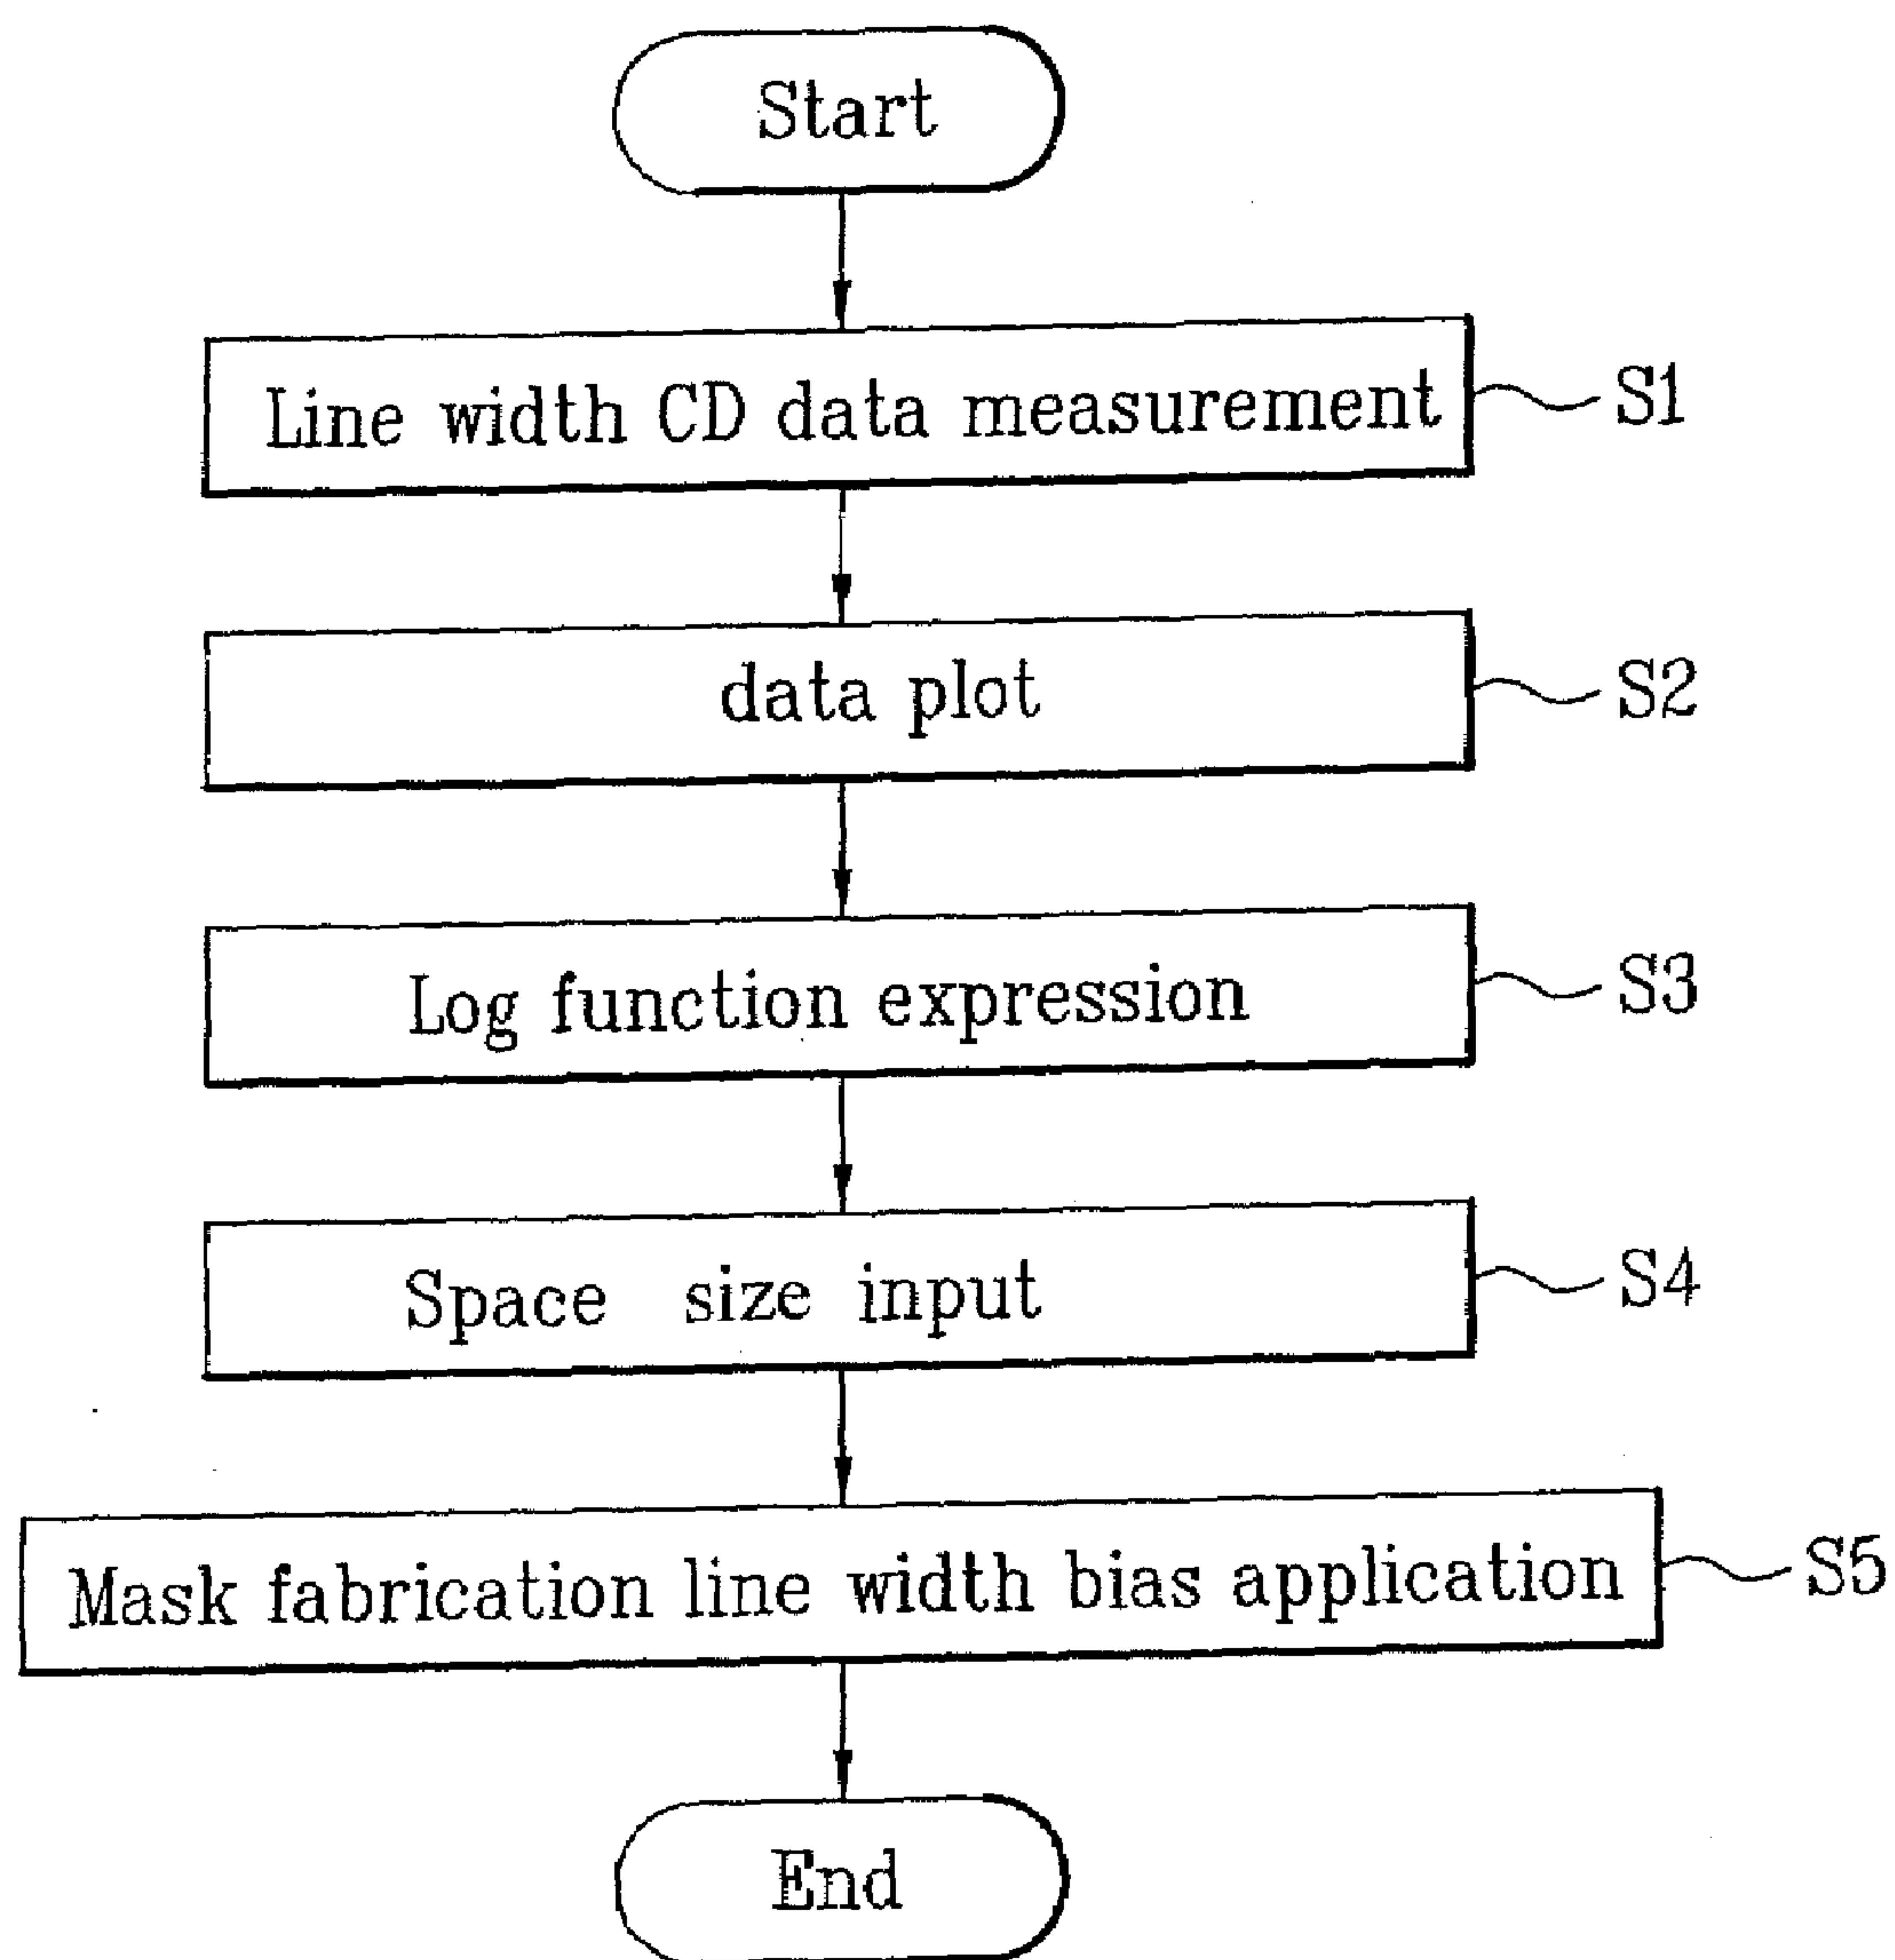 Start
Line width CD data measurement
S1
data plot
S2
Log function expression
S3
Space size input
S4
Mask fabrication line width bias application
S5
End